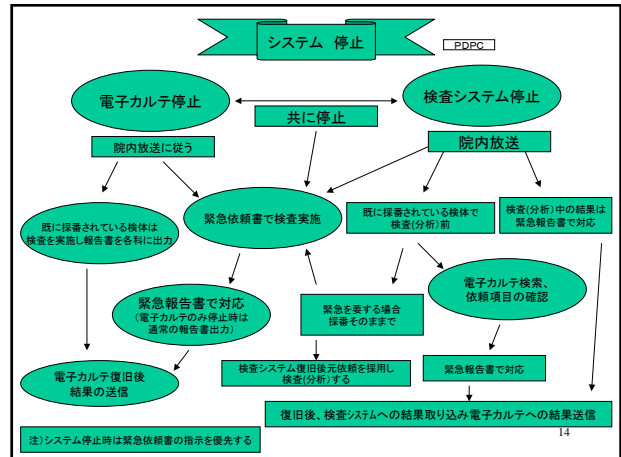 システム 停止
PDPC
電子カルテ停止
検査システム停止
共に停止
院内放送に従う
院内放送
既に採番されている検体は
検査を実施し報告書を各科に出力
緊急依頼書で検査実施
既に採番されている検体で
検査(分析)前
検査(分析)中の結果は
緊急報告書で対応
緊急報告書で対応
(電子カルテのみ停止時は
通常の報告書出力)
緊急を要する場合
採番そのままで
電子カルテ検索、
依頼項目の確認
電子カルテ復旧後
結果の送信
検査システム復旧後元依頼を採用し
検査(分析)する
緊急報告書で対応
復旧後、検査システムへの結果取り込み電子カルテへの結果送信
14
注)システム停止時は緊急依頼書の指示を優先する